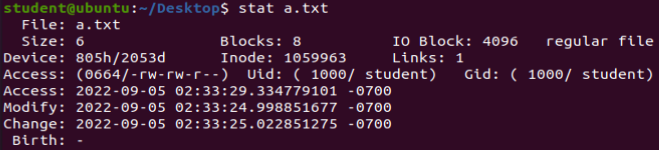 student@ubuntu:~/Desktop$ stat a.txt
  File: a.txt
  Size: 6               Blocks: 8          IO Block: 4096   regular file
Device: 805h/2053d      Inode: 1059963     Links: 1
Access: (0664/-rw-rw-r--)  Uid: ( 1000/ student)   Gid: ( 1000/ student)
Access: 2022-09-05 02:33:29.334779101 -0700
Modify: 2022-09-05 02:33:24.998851677 -0700
Change: 2022-09-05 02:33:25.022851275 -0700
 Birth: -